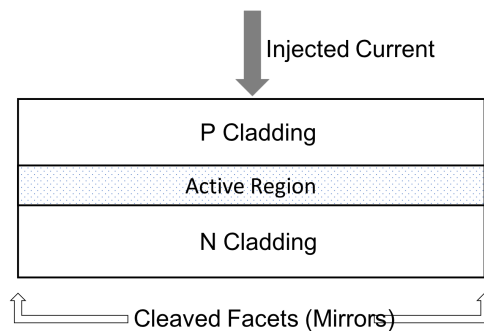 Injected Current
P Cladding
Active Region
N Cladding
Cleaved Facets (Mirrors)